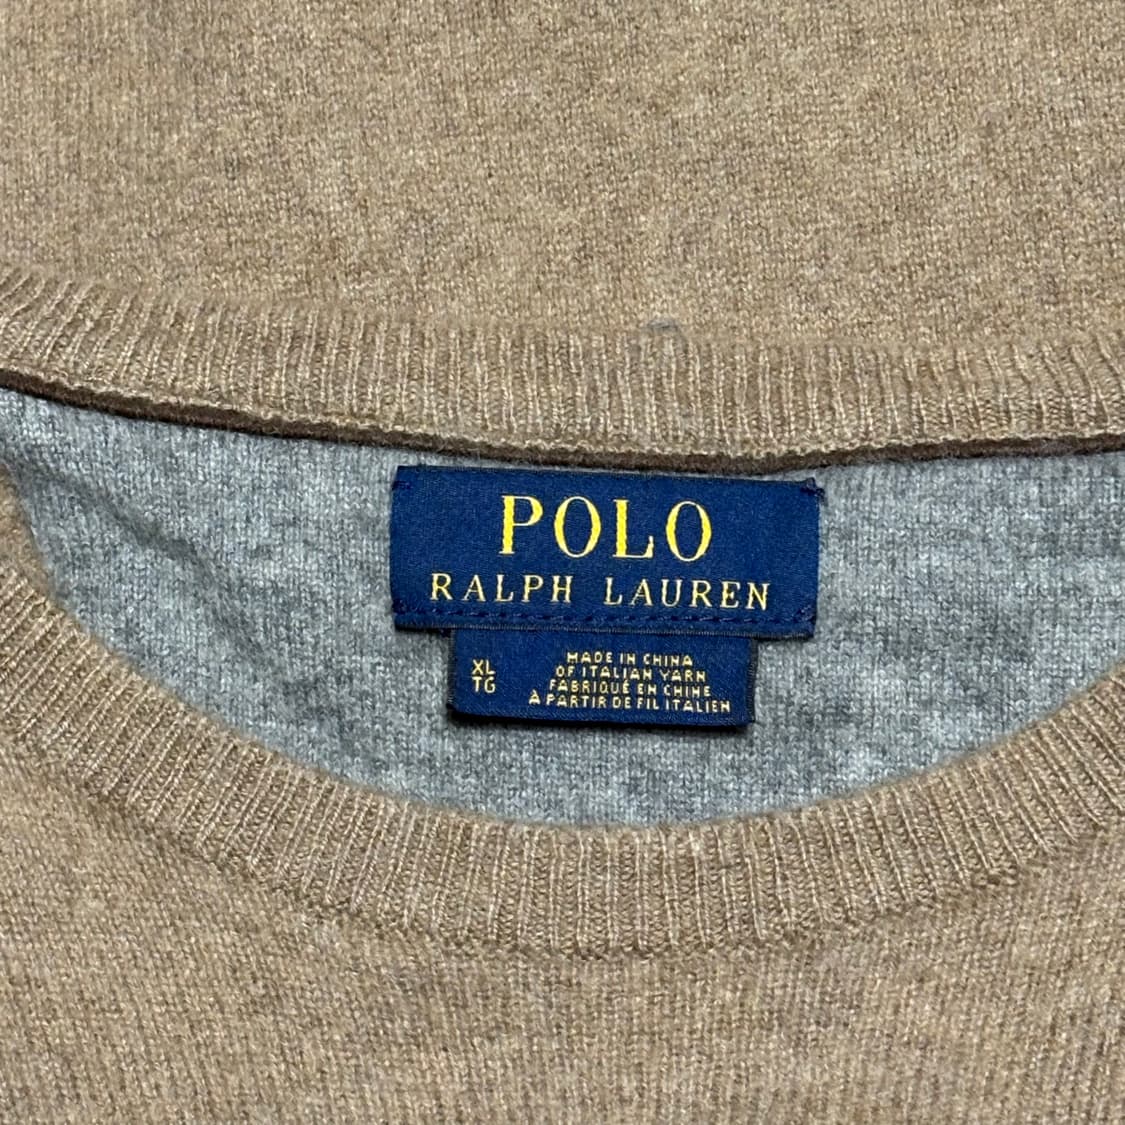 POLO
RALPH LAUREN
XL
TG
MADE IN CHINA
OF ITALIAN YARN
FABRIQUÉ EN CHINE
À PARTIR DE FIL ITALIEN